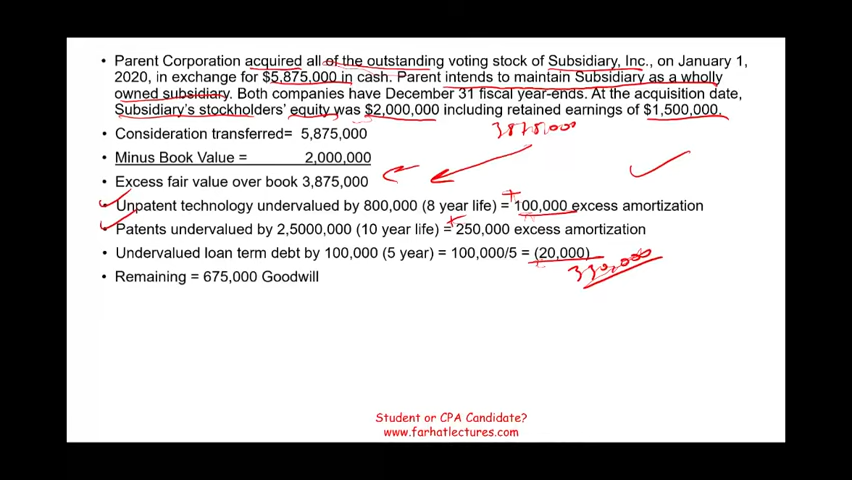 • Parent Corporation acquired all of the outstanding voting stock of Subsidiary, Inc., on January 1,
2020, in exchange for $5,875,000 in cash. Parent intends to maintain Subsidiary as a wholly
owned subsidiary. Both companies have December 31 fiscal year-ends. At the acquisition date,
Subsidiary's stockholders' equity was $2,000,000 including retained earnings of $1,500,000.
3875,000
• Consideration transferred= 5,875,000
• Minus Book Value = 2,000,000
• Excess fair value over book 3,875,000
• Unpatent technology undervalued by 800,000 (8 year life) = 100,000 excess amortization
• Patents undervalued by 2,5000,000 (10 year life) = 250,000 excess amortization
• Undervalued loan term debt by 100,000 (5 year) = 100,000/5 = (20,000)
330,000
• Remaining = 675,000 Goodwill
Student or CPA Candidate?
www.farhatlectures.com